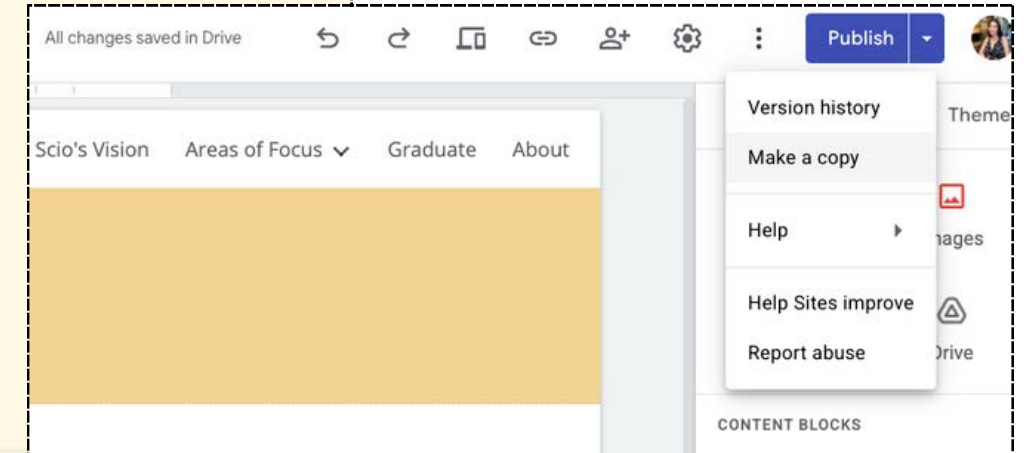 All changes saved in Drive
Publish
Version history
Theme
Make a copy
Scio's Vision Areas of Focus Graduate About
Help
nages
Help Sites improve
Report abuse
Drive
CONTENT BLOCKS